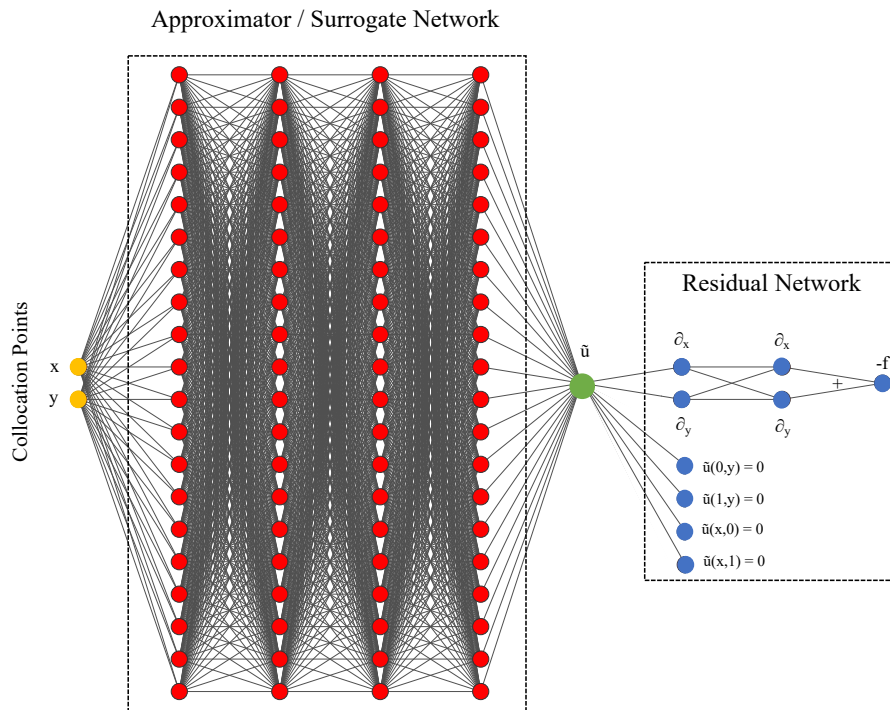 Approximator / Surrogate Network
Collocation Points
x
y
ũ
Residual Network
∂x
∂x
-f
+
∂y
∂y
ũ(0,y) = 0
ũ(1,y) = 0
ũ(x,0) = 0
ũ(x,1) = 0